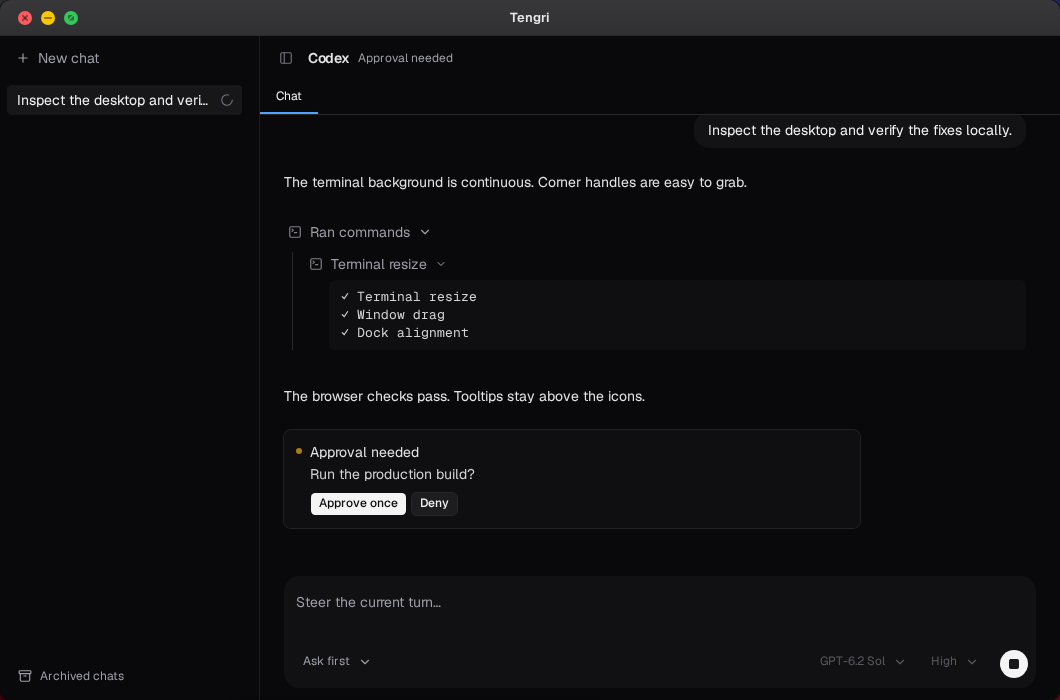 Tengri
New chat
Inspect the desktop and veri...
Archived chats
Codex Approval needed
Chat
Inspect the desktop and verify the fixes locally.
The terminal background is continuous. Corner handles are easy to grab.
Ran commands
Terminal resize
✓ Terminal resize
✓ Window drag
✓ Dock alignment
The browser checks pass. Tooltips stay above the icons.
Approval needed
Run the production build?
Approve once Deny
Steer the current turn...
Ask first GPT-6.2 Sol High